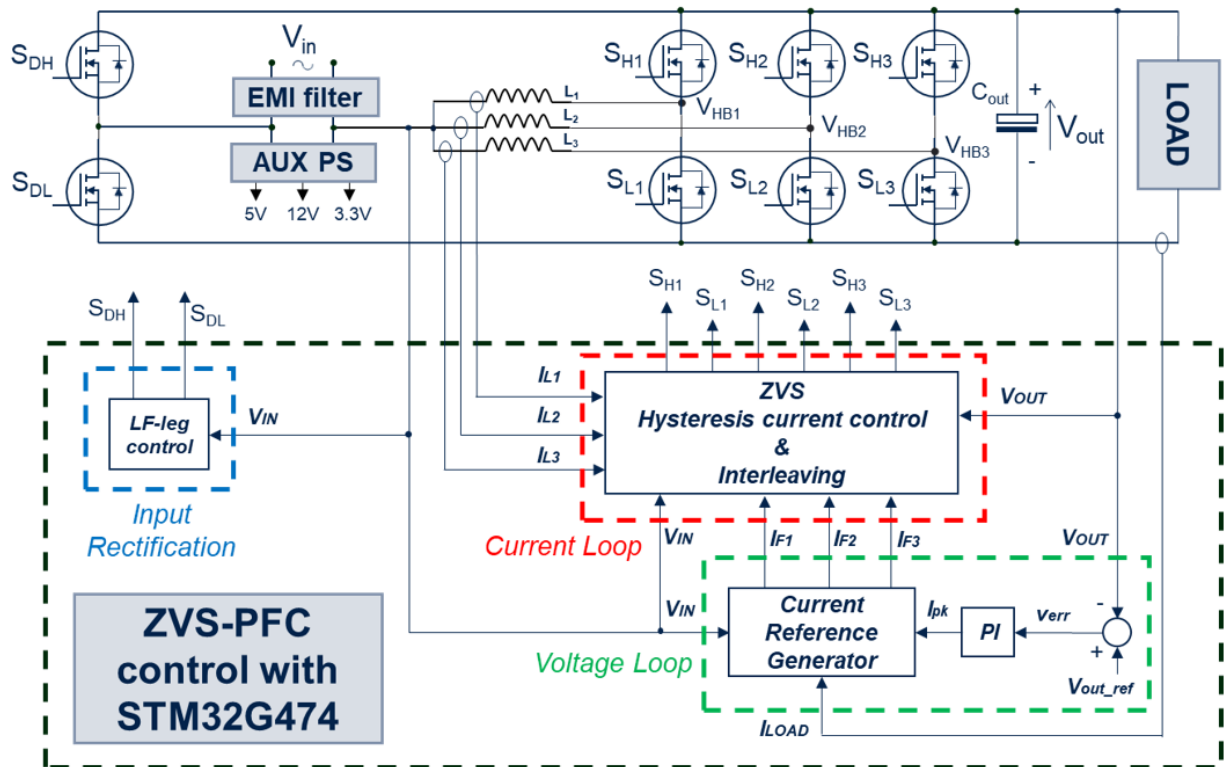 SDH
Vin
EMI filter
AUX PS
5V 12V 3.3V
SDL
L1
L2
L3
SH1
SH2
SH3
VHB1
VHB2
VHB3
SL1
SL2
SL3
Cout
+
Vout
-
LOAD
SDH
SDL
SH1
SL1
SH2
SL2
SH3
SL3
LF-leg
control
VIN
Input
Rectification
IL1
IL2
IL3
ZVS
Hysteresis current control
&
Interleaving
VOUT
Current Loop
VIN
IF1
IF2
IF3
VOUT
VIN
Current
Reference
Generator
Ipk
PI
verr
-
+
Vout_ref
Voltage Loop
ILOAD
ZVS-PFC
control with
STM32G474